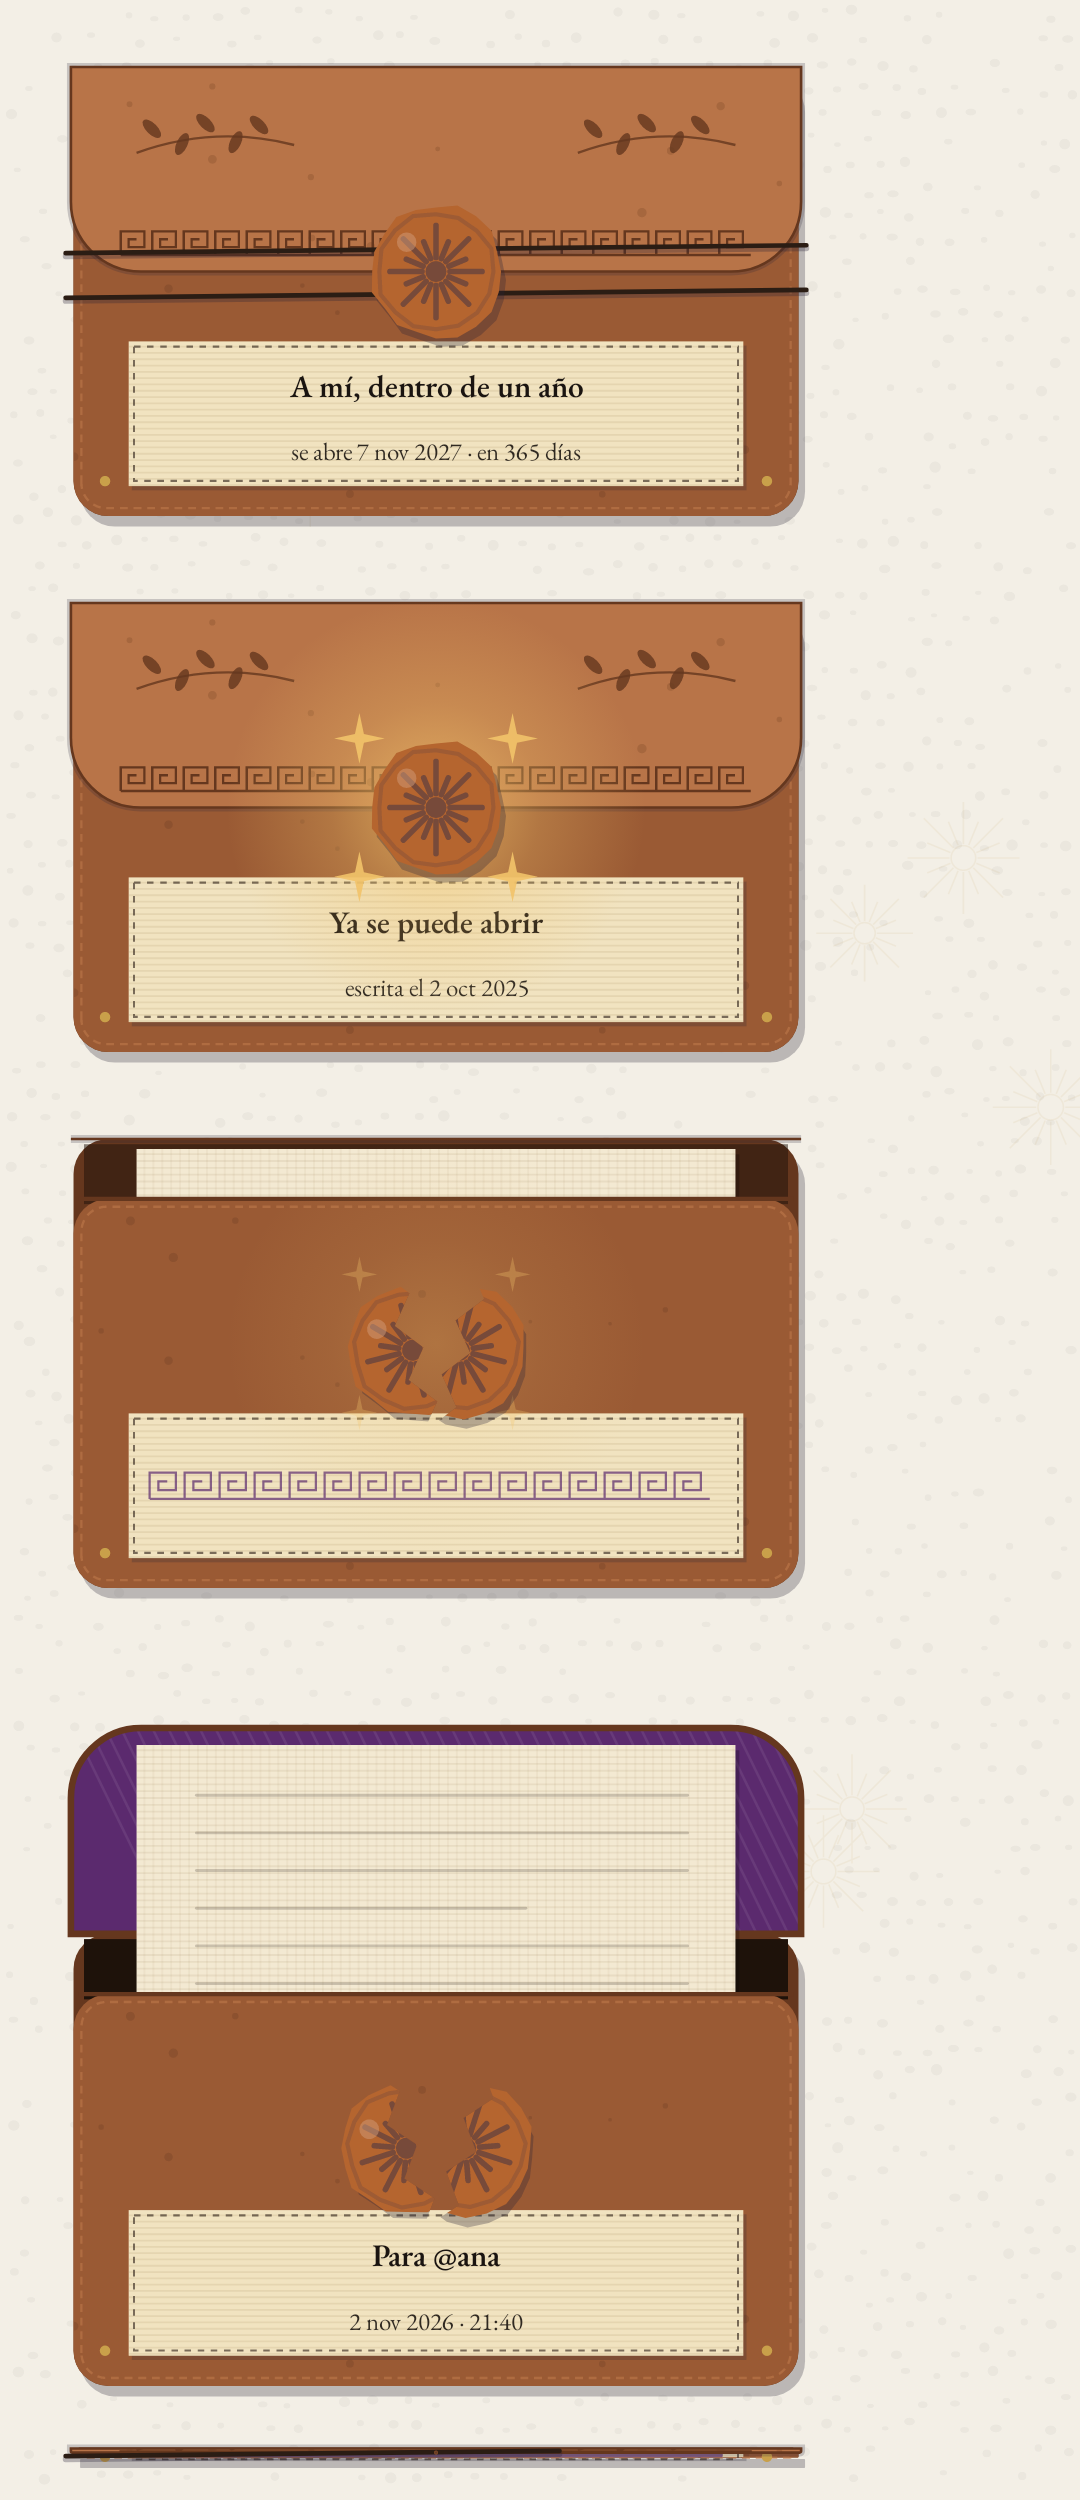 A mí, dentro de un año
se abre 7 nov 2027 · en 365 días
Ya se puede abrir
escrita el 2 oct 2025
Para @ana
2 nov 2026 · 21:40